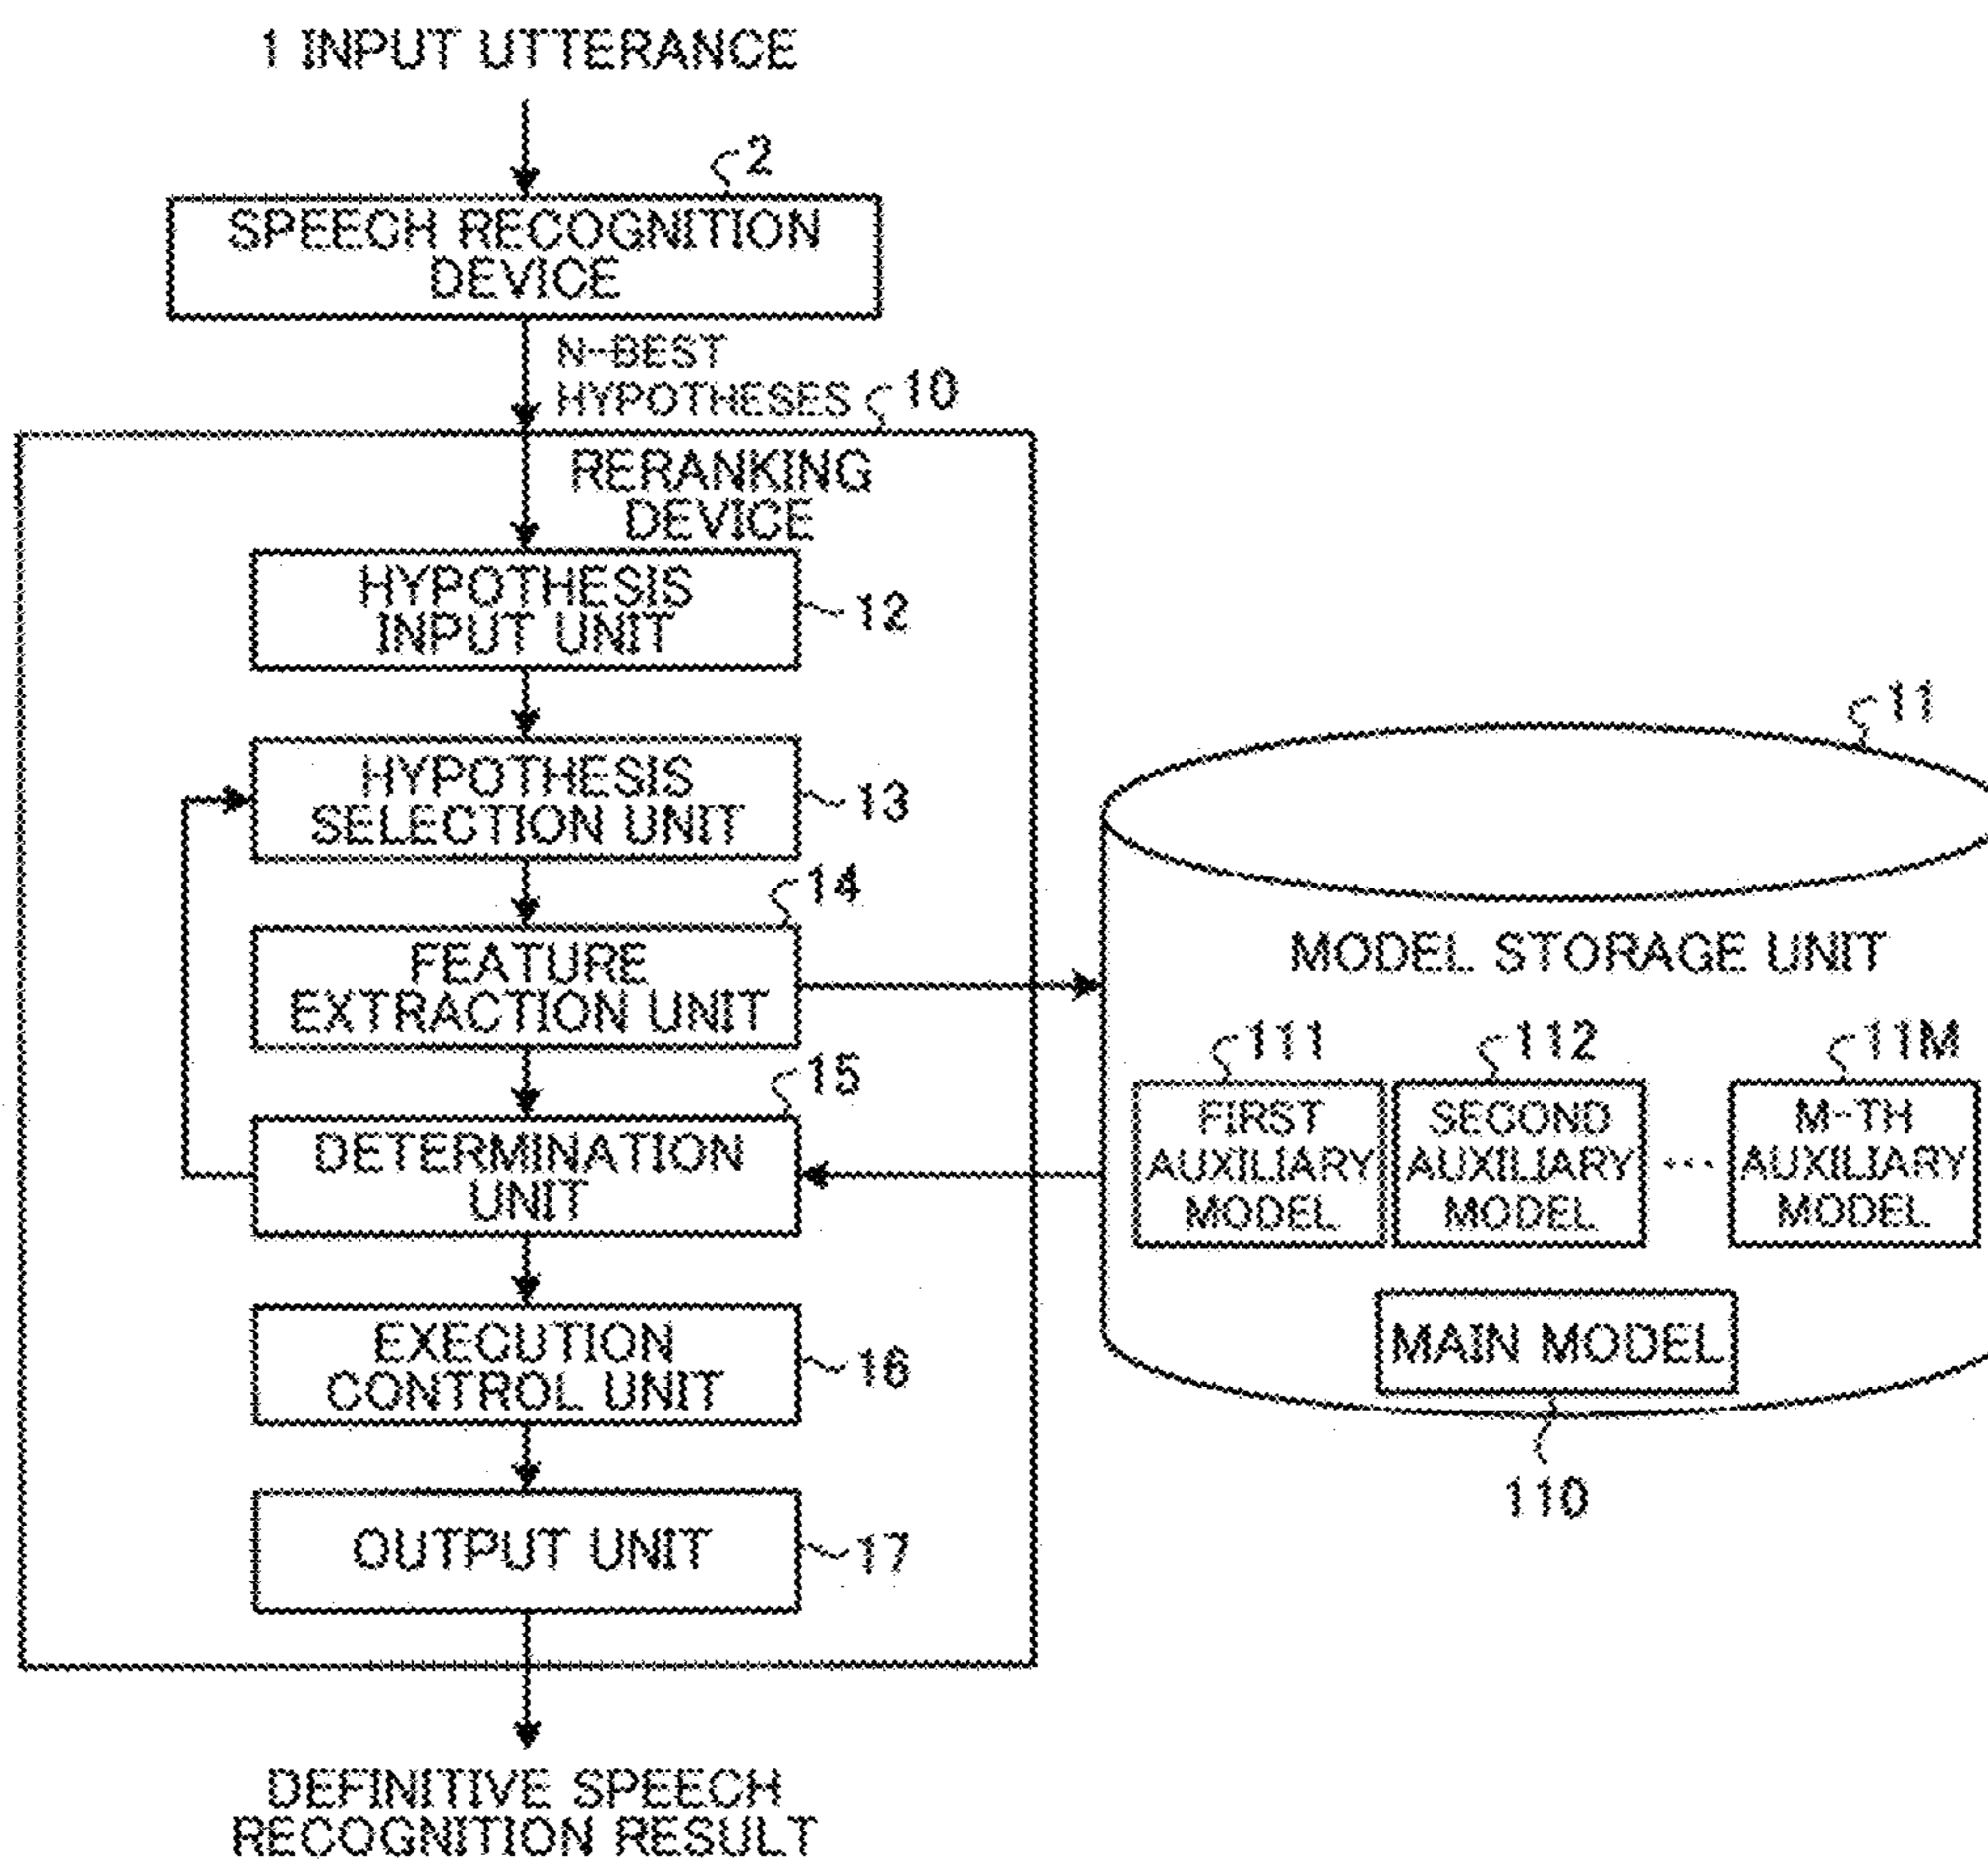 1 INPUT UTTERANCE
2
SPEECH RECOGNITION
DEVICE
N-BEST
HYPOTHESES
10
RERANKING
DEVICE
HYPOTHESIS
INPUT UNIT
12
HYPOTHESIS
SELECTION UNIT
13
14
FEATURE
EXTRACTION UNIT
15
DETERMINATION
UNIT
EXECUTION
CONTROL UNIT
16
OUTPUT UNIT
17
DEFINITIVE SPEECH
RECOGNITION RESULT
11
MODEL STORAGE UNIT
111
FIRST
AUXILIARY
MODEL
112
SECOND
AUXILIARY
MODEL
...
11M
M-TH
AUXILIARY
MODEL
MAIN MODEL
110